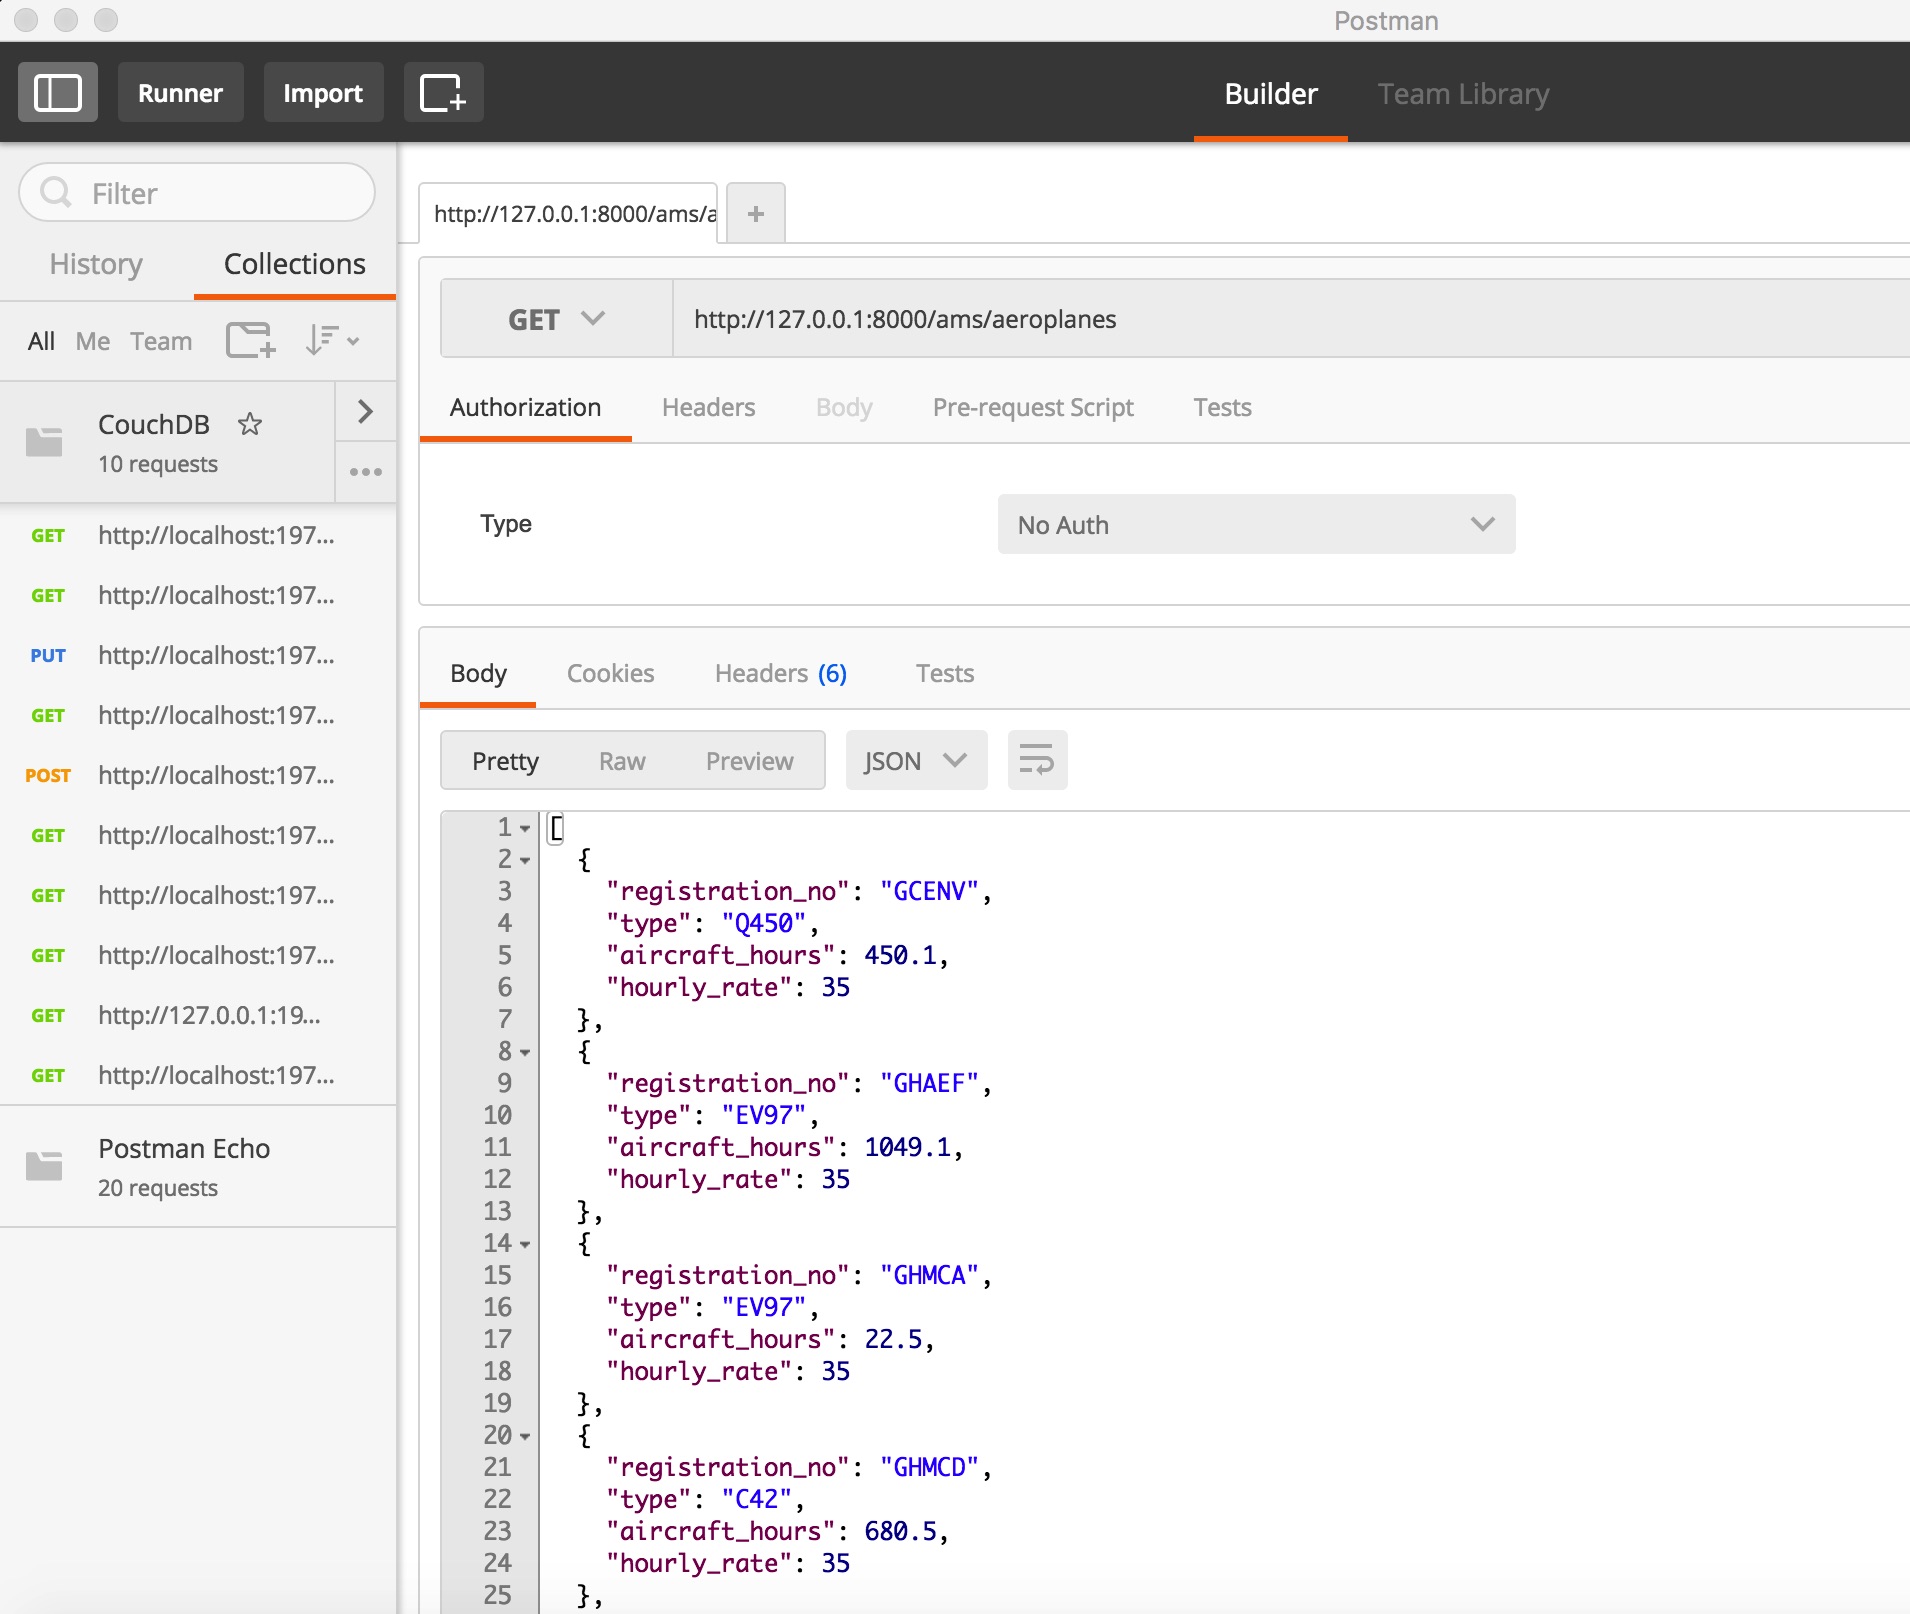 Postman
Runner
Import
Builder
Team Library
Filter
History
Collections
All
Me
Team
CouchDB
10 requests
GET http://localhost:197...
GET http://localhost:197...
PUT http://localhost:197...
GET http://localhost:197...
POST http://localhost:197...
GET http://localhost:197...
GET http://localhost:197...
GET http://localhost:197...
GET http://127.0.0.1:19...
GET http://localhost:197...
Postman Echo
20 requests
http://127.0.0.1:8000/ams/a
+
GET
http://127.0.0.1:8000/ams/aeroplanes
Authorization
Headers
Body
Pre-request Script
Tests
Type
No Auth
Body
Cookies
Headers (6)
Tests
Pretty
Raw
Preview
JSON
1 [
2 {
3 "registration_no": "GCENV",
4 "type": "Q450",
5 "aircraft_hours": 450.1,
6 "hourly_rate": 35
7 },
8 {
9 "registration_no": "GHAEF",
10 "type": "EV97",
11 "aircraft_hours": 1049.1,
12 "hourly_rate": 35
13 },
14 {
15 "registration_no": "GHMCA",
16 "type": "EV97",
17 "aircraft_hours": 22.5,
18 "hourly_rate": 35
19 },
20 {
21 "registration_no": "GHMCD",
22 "type": "C42",
23 "aircraft_hours": 680.5,
24 "hourly_rate": 35
25 },